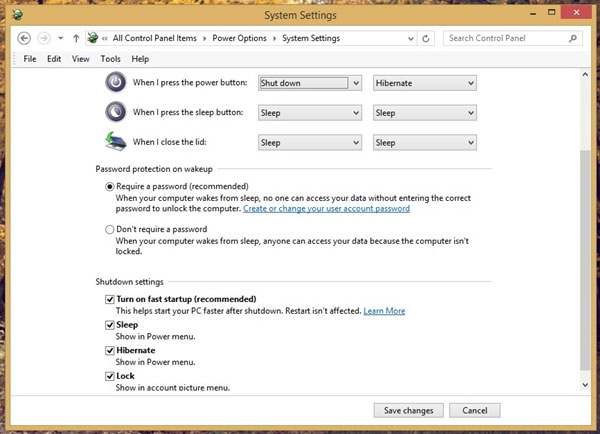 System Settings
« All Control Panel Items ▸ Power Options ▸ System Settings
Search Control Panel
File Edit View Tools Help
When I press the power button: Shut down Hibernate
When I press the sleep button: Sleep Sleep
When I close the lid: Sleep Sleep
Password protection on wakeup
Require a password (recommended)
When your computer wakes from sleep, no one can access your data without entering the correct
password to unlock the computer. Create or change your user account password
Don't require a password
When your computer wakes from sleep, anyone can access your data because the computer isn't
locked.
Shutdown settings
Turn on fast startup (recommended)
This helps start your PC faster after shutdown. Restart isn't affected. Learn More
Sleep
Show in Power menu.
Hibernate
Show in Power menu.
Lock
Show in account picture menu.
Save changes Cancel